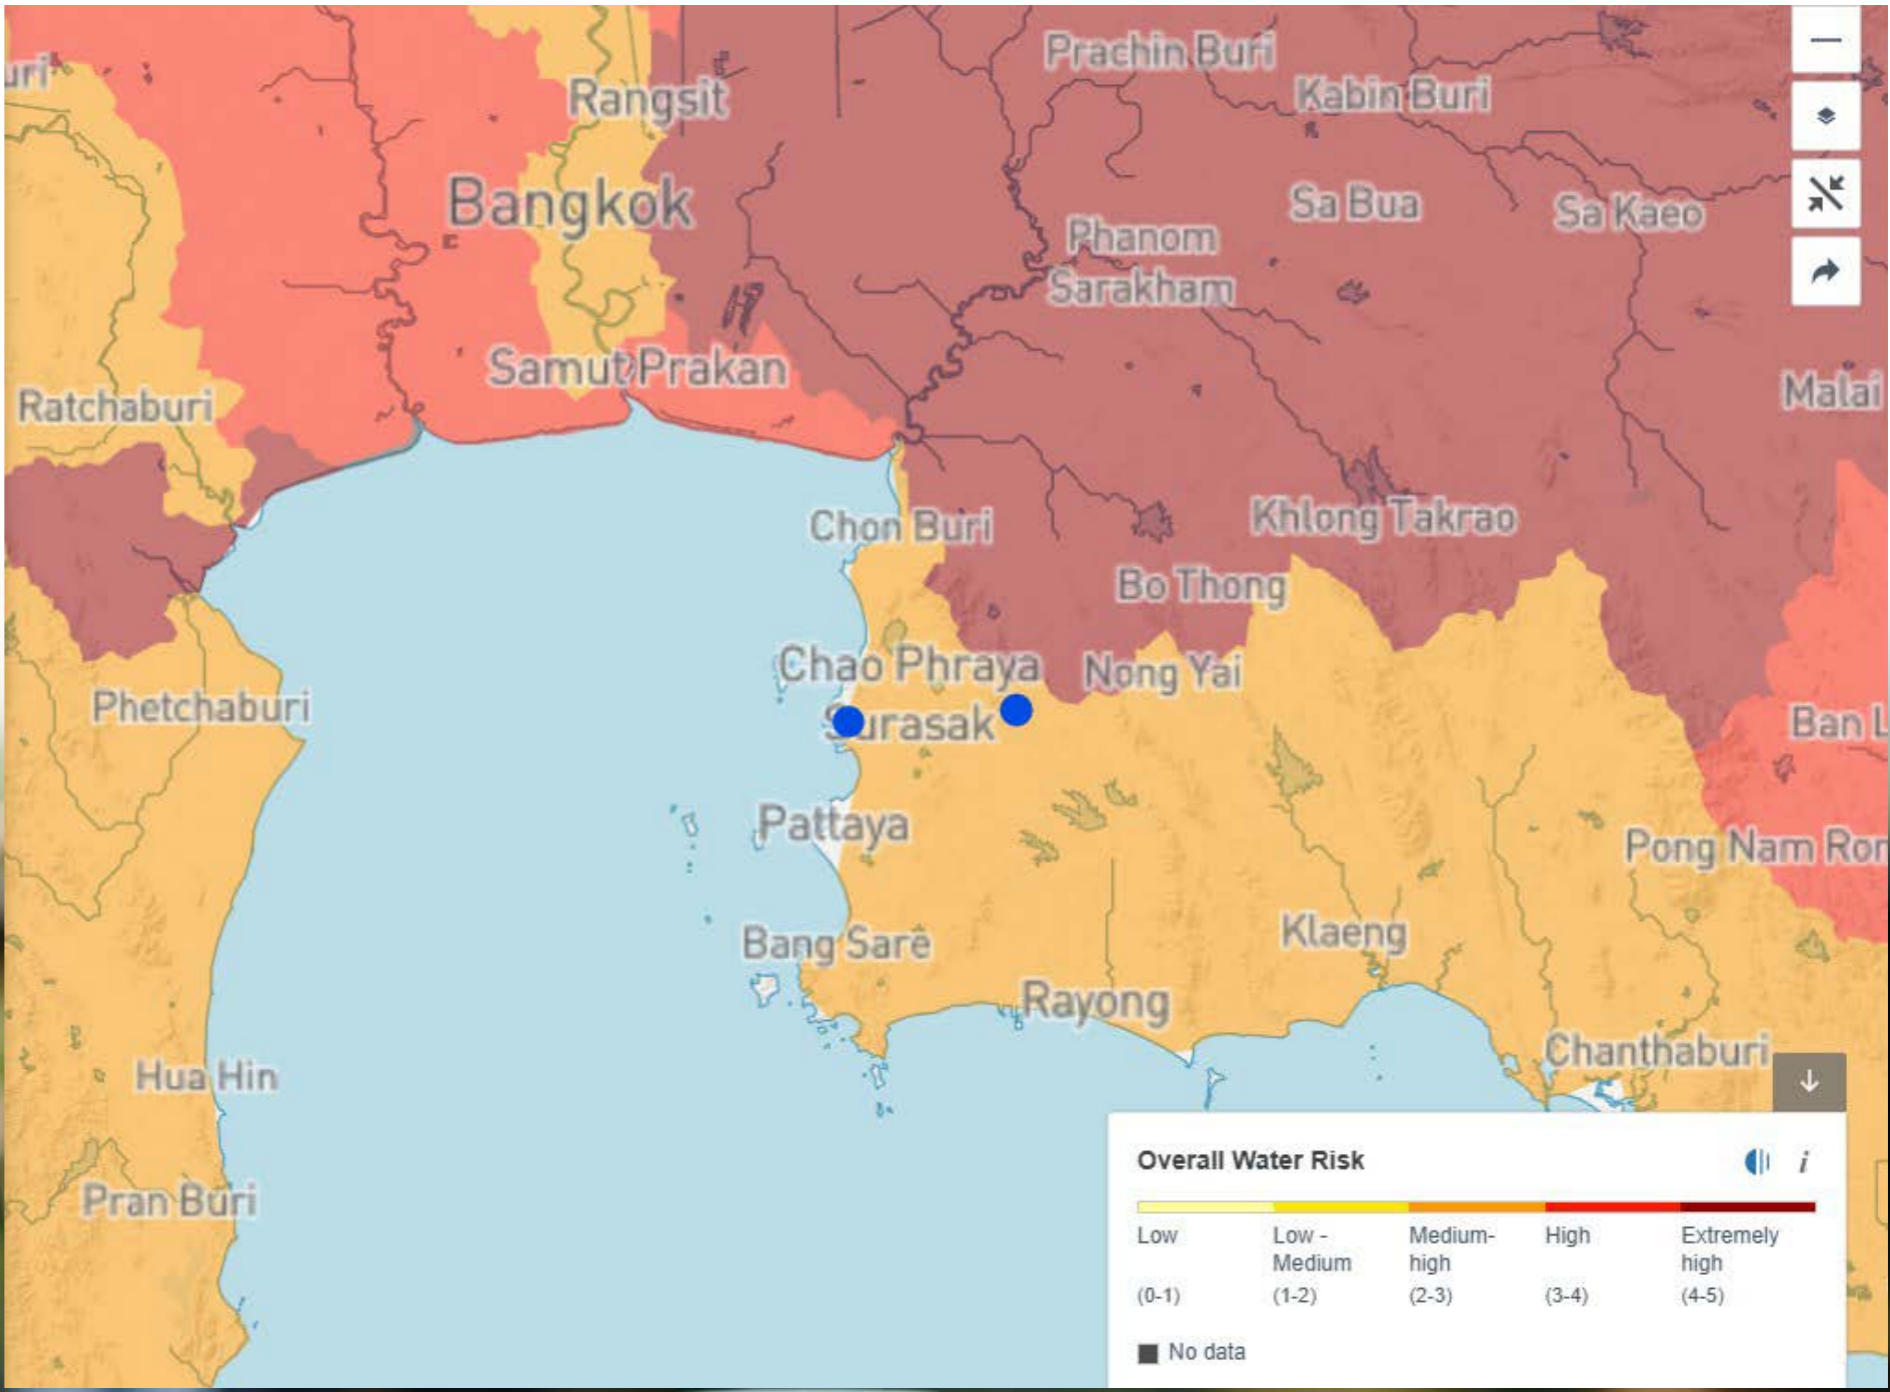 uri
Rangsit
Prachin Buri
Kabin Buri
Bangkok
Sa Bua
Sa Kaeo
Phanom
Sarakham
Samut Prakan
Ratchaburi
Malai
Chon Buri
Khlong Takrao
Bo Thong
Chao Phraya
Surasak
Nong Yai
Phetchaburi
Ban L
Pattaya
Pong Nam Ron
Bang Sare
Klaeng
Rayong
Chanthaburi
Hua Hin
Pran Buri
Overall Water Risk
i
Low
Low -
Medium
Medium-
high
High
Extremely
high
(0-1)
(1-2)
(2-3)
(3-4)
(4-5)
No data